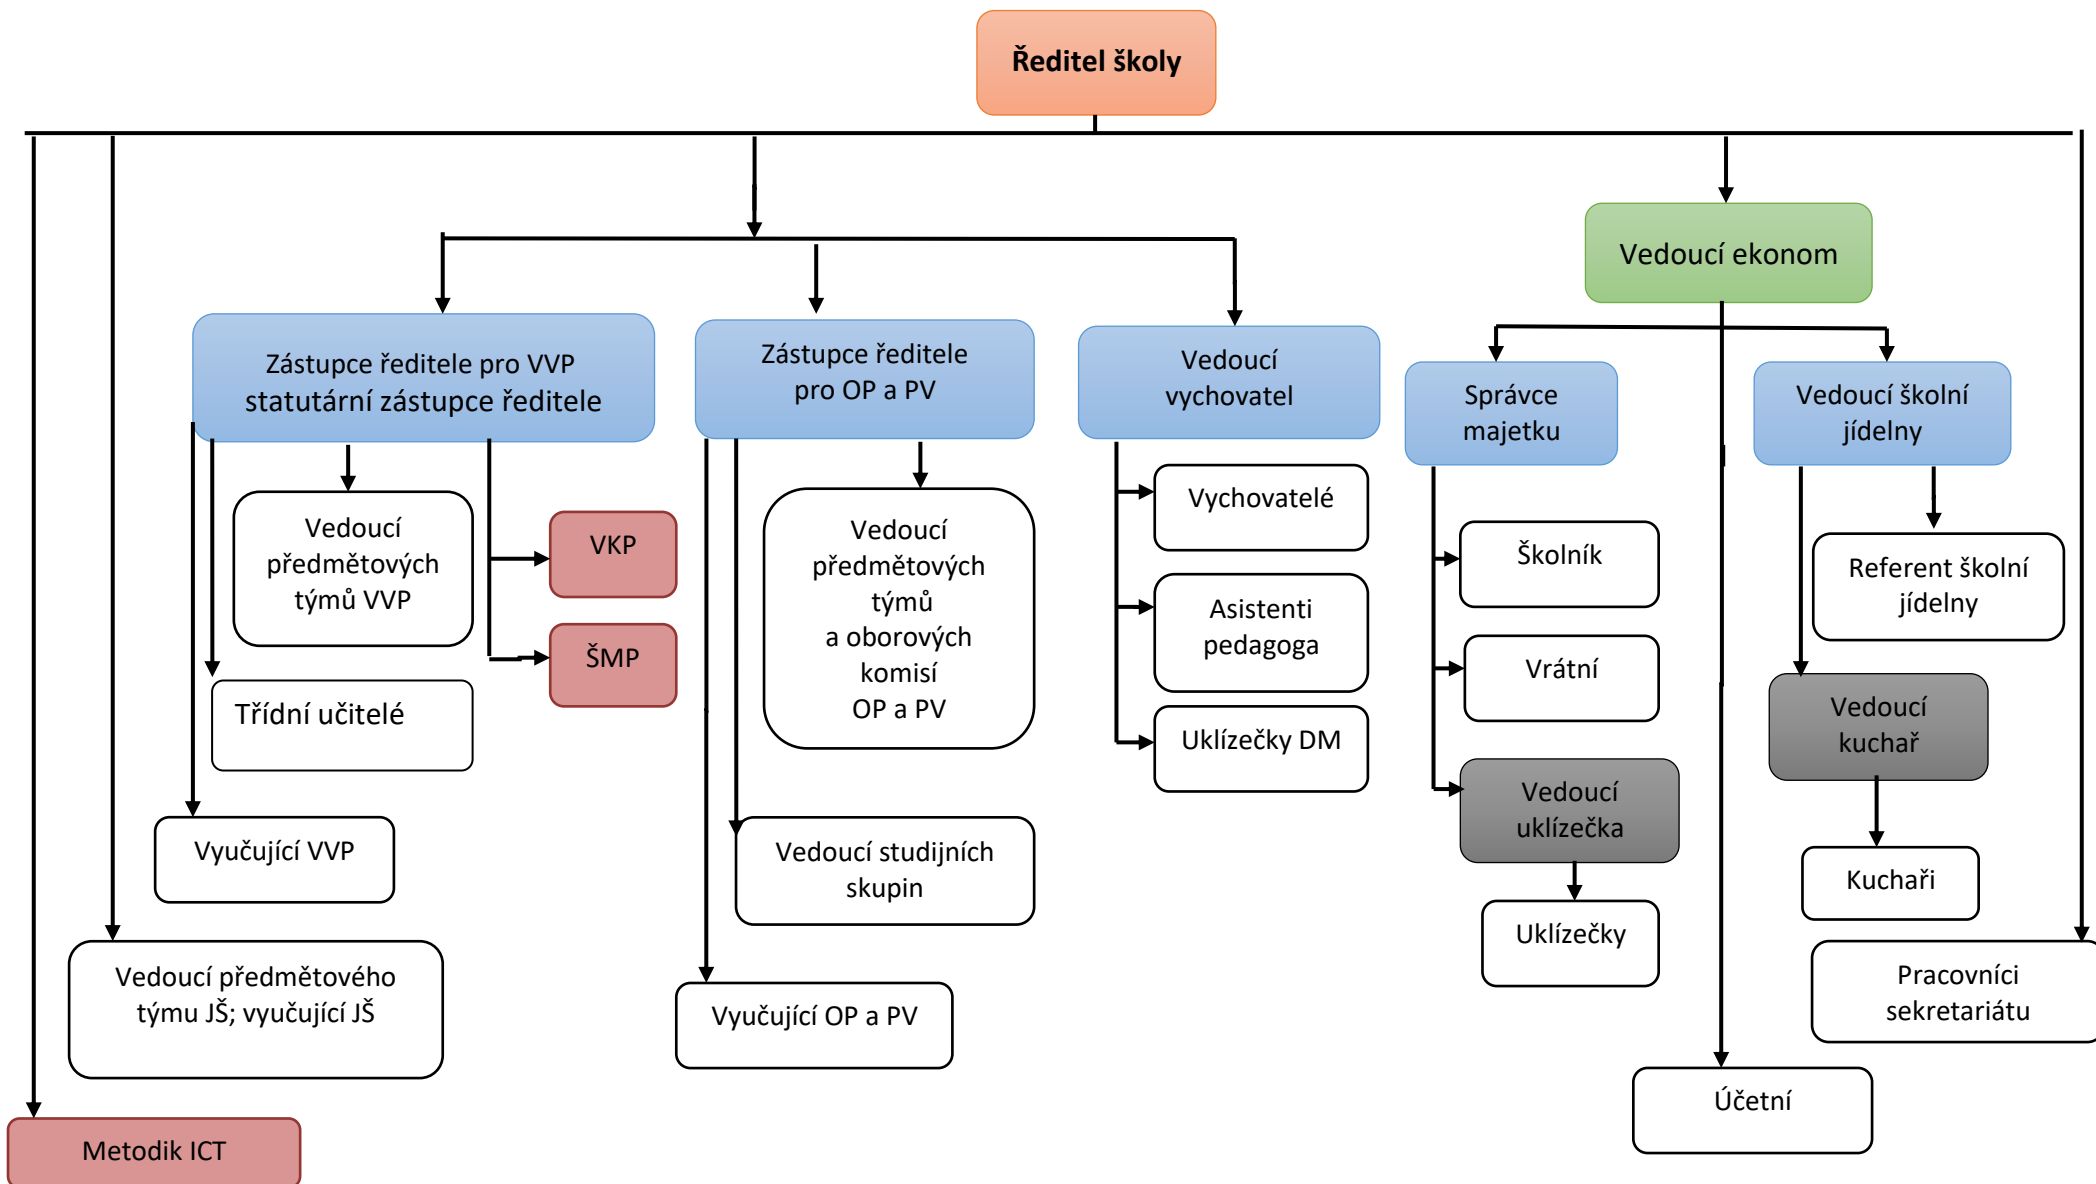 Ředitel školy
Vedoucí ekonom
Zástupce ředitele pro VVP
statutární zástupce ředitele
Zástupce ředitele
pro OP a PV
Vedoucí
vychovatel
Správce
majetku
Vedoucí školní
jídelny
Vedoucí
předmětových
týmů VVP
VKP
ŠMP
Třídní učitelé
Vyučující VVP
Vedoucí předmětového
týmu JŠ; vyučující JŠ
Metodik ICT
Vedoucí
předmětových
týmů
a oborových
komisí
OP a PV
Vedoucí studijních
skupin
Vyučující OP a PV
Vychovatelé
Asistenti
pedagoga
Uklízečky DM
Školník
Vrátní
Vedoucí
uklízečka
Uklízečky
Referent školní
jídelny
Vedoucí
kuchař
Kuchaři
Pracovníci
sekretariátu
Účetní